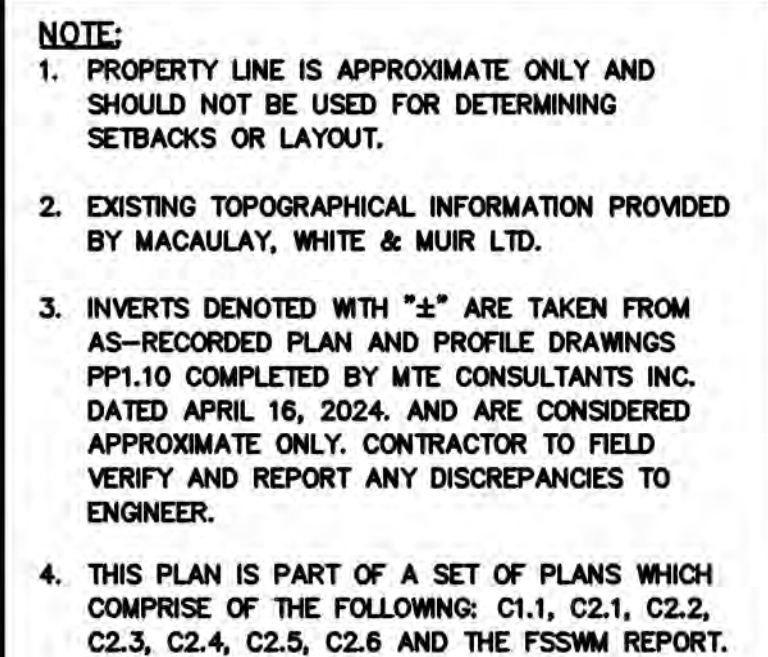 NOTE:
1. PROPERTY LINE IS APPROXIMATE ONLY AND
SHOULD NOT BE USED FOR DETERMINING
SETBACKS OR LAYOUT.
2. EXISTING TOPOGRAPHICAL INFORMATION PROVIDED
BY MACAULAY, WHITE & MUIR LTD.
3. INVERTS DENOTED WITH "±" ARE TAKEN FROM
AS-RECORDED PLAN AND PROFILE DRAWINGS
PP1.10 COMPLETED BY MTE CONSULTANTS INC.
DATED APRIL 16, 2024. AND ARE CONSIDERED
APPROXIMATE ONLY. CONTRACTOR TO FIELD
VERIFY AND REPORT ANY DISCREPANCIES TO
ENGINEER.
4. THIS PLAN IS PART OF A SET OF PLANS WHICH
COMPRISE OF THE FOLLOWING: C1.1, C2.1, C2.2,
C2.3, C2.4, C2.5, C2.6 AND THE FSSWM REPORT.